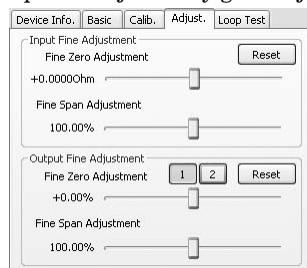 Device Info. Basic Calib. Adjust. Loop Test
Input Fine Adjustment
Fine Zero Adjustment Reset
+0.0000Ohm
Fine Span Adjustment
100.00%
Output Fine Adjustment
Fine Zero Adjustment 1 2 Reset
+0.00%
Fine Span Adjustment
100.00%